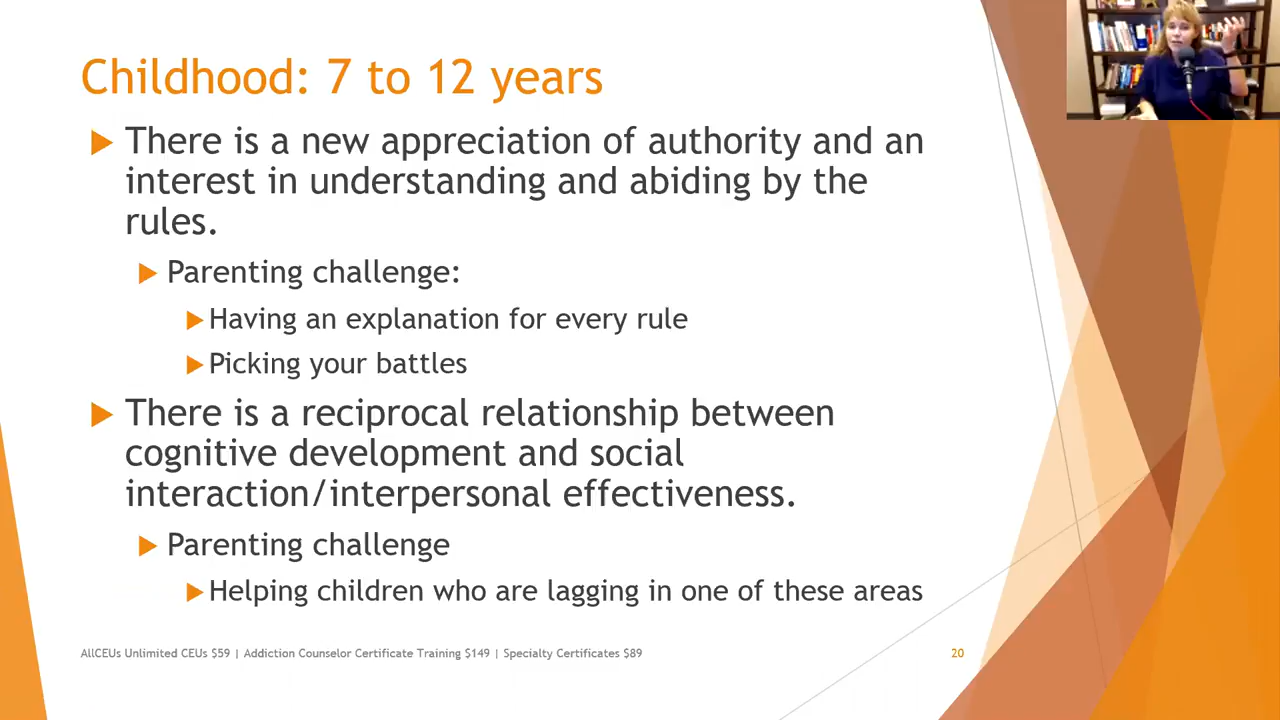 Childhood: 7 to 12 years
There is a new appreciation of authority and an
interest in understanding and abiding by the
rules.
Parenting challenge:
Having an explanation for every rule
Picking your battles
There is a reciprocal relationship between
cognitive development and social
interaction/interpersonal effectiveness.
Parenting challenge
Helping children who are lagging in one of these areas
AllCEUs Unlimited CEUs $59 | Addiction Counselor Certificate Training $149 | Specialty Certificates $89
20